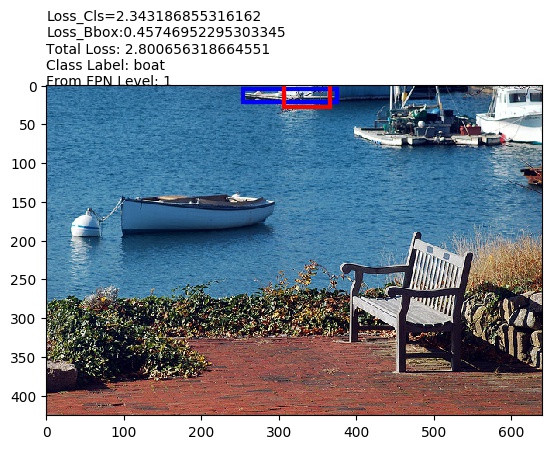 Loss_Cls=2.343186855316162
Loss_Bbox:0.45746952295303345
Total Loss: 2.800656318664551
Class Label: boat
From FPN Level: 1
0
50
100
150
200
250
300
350
400
0 100 200 300 400 500 600